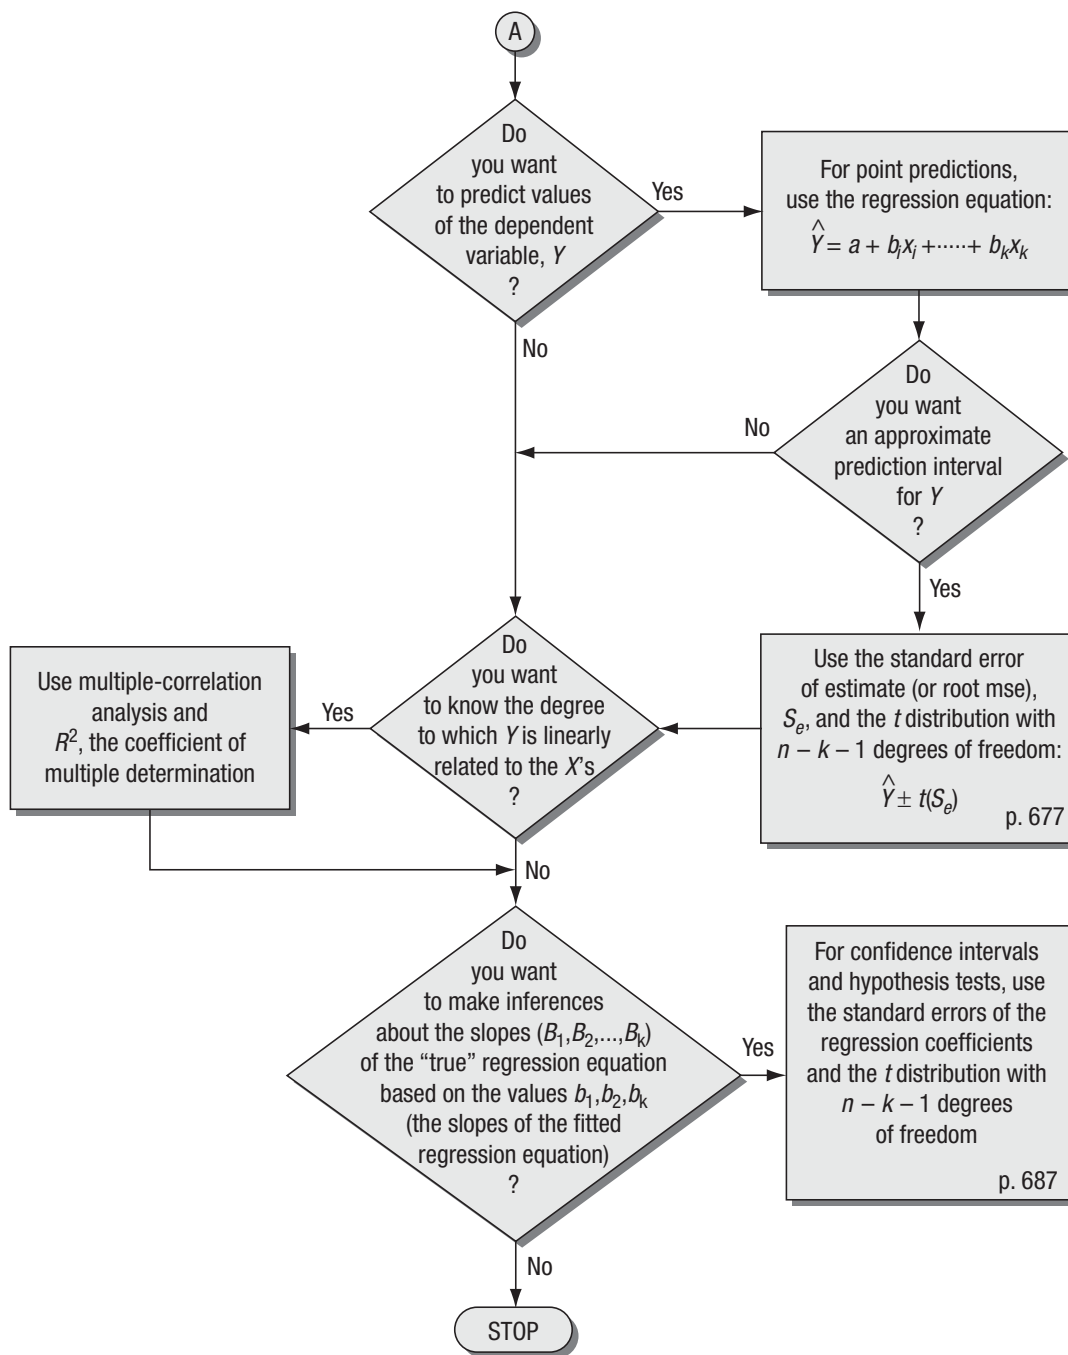 A
Do
you want
to predict values
of the dependent
variable, Y
?
Yes
For point predictions,
use the regression equation:
Ŷ = a + bᵢxᵢ +·····+ bₖxₖ
No
Do
you want
an approximate
prediction interval
for Y
?
No
Yes
Use the standard error
of estimate (or root mse),
Sₑ, and the t distribution with
n – k – 1 degrees of freedom:
Ŷ ± t(Sₑ)
p. 677
Do
you want
to know the degree
to which Y is linearly
related to the X's
?
Yes
Use multiple-correlation
analysis and
R², the coefficient of
multiple determination
No
Do
you want
to make inferences
about the slopes (B₁,B₂,...,Bₖ)
of the “true” regression equation
based on the values b₁,b₂,bₖ
(the slopes of the fitted
regression equation)
?
Yes
For confidence intervals
and hypothesis tests, use
the standard errors of the
regression coefficients
and the t distribution with
n – k – 1 degrees
of freedom
p. 687
No
STOP